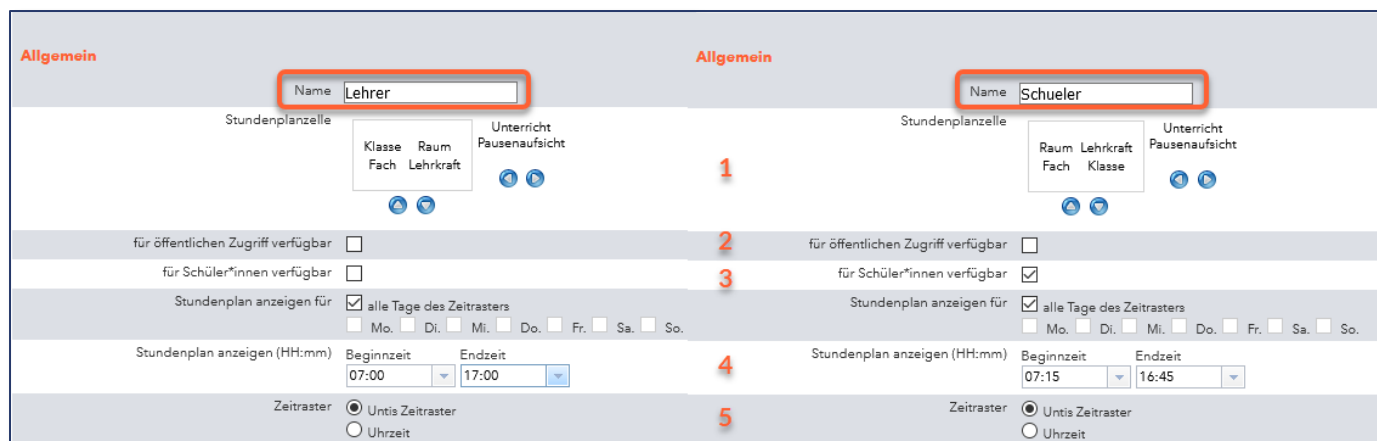 Allgemein
Name Lehrer
Stundenplanzelle
Klasse Raum
Fach Lehrkraft
Unterricht
Pausenaufsicht
für öffentlichen Zugriff verfügbar
für Schüler*innen verfügbar
Stundenplan anzeigen für alle Tage des Zeitrasters
Mo. Di. Mi. Do. Fr. Sa. So.
Stundenplan anzeigen (HH:mm) Beginnzeit Endzeit
07:00 17:00
Zeitraster Untis Zeitraster
Uhrzeit
1
2
3
4
5
Allgemein
Name Schueler
Stundenplanzelle
Raum Lehrkraft
Fach Klasse
Unterricht
Pausenaufsicht
für öffentlichen Zugriff verfügbar
für Schüler*innen verfügbar
Stundenplan anzeigen für alle Tage des Zeitrasters
Mo. Di. Mi. Do. Fr. Sa. So.
Stundenplan anzeigen (HH:mm) Beginnzeit Endzeit
07:15 16:45
Zeitraster Untis Zeitraster
Uhrzeit